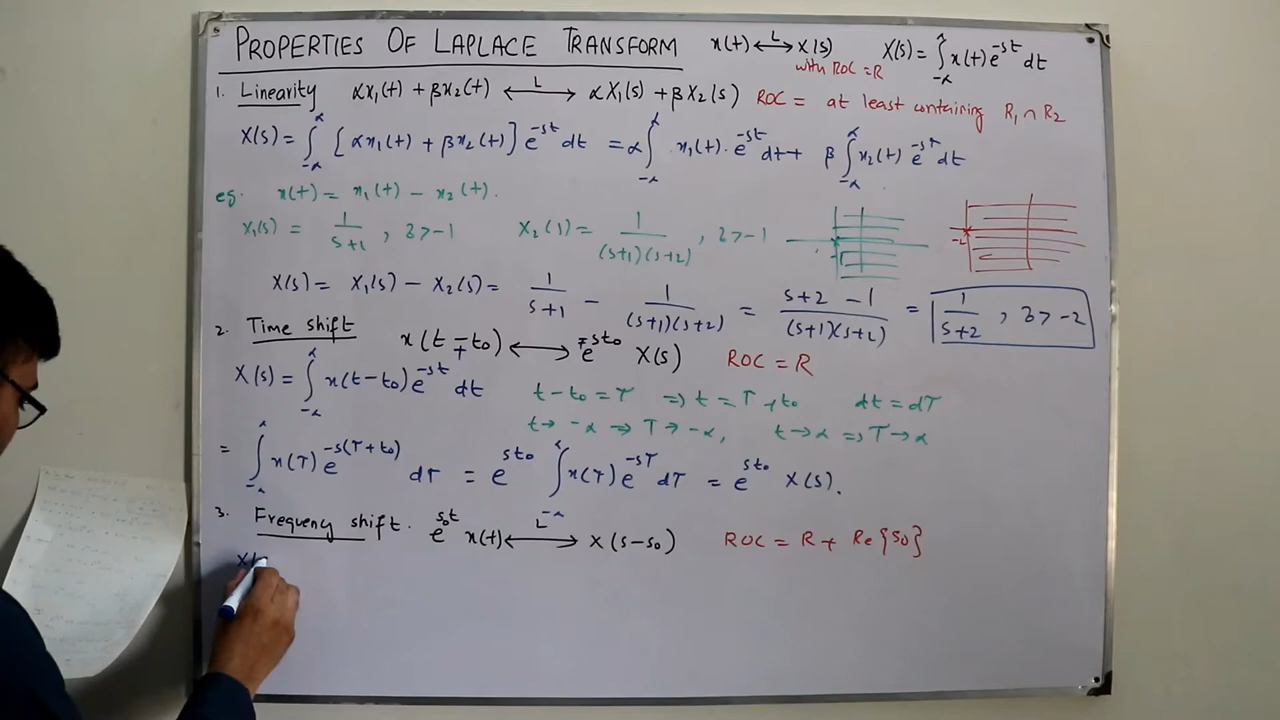 PROPERTIES OF LAPLACE TRANSFORM x(t) ⟷L X(s) X(s) = ∫_{-∞}^{∞} x(t) e^{-st} dt
with ROC = R
1. Linearity αx₁(t) + βx₂(t) ⟷L αX₁(s) + βX₂(s) ROC = at least containing R₁ ∩ R₂
X(s) = ∫_{-∞}^{∞} [αx₁(t) + βx₂(t)] e^{-st} dt = α∫_{-∞}^{∞} x₁(t). e^{-st} dt + β∫_{-∞}^{∞} x₂(t) e^{-st} dt
eg. x(t) = x₁(t) - x₂(t).
X₁(s) = 1/(s+1), σ > -1 X₂(s) = 1/((s+1)(s+2)), σ > -1
-2
X(s) = X₁(s) - X₂(s) = 1/(s+1) - 1/((s+1)(s+2)) = (s+2-1)/((s+1)(s+2)) = 1/(s+2), σ > -2
2. Time shift x(t ∓ t₀) ⟷ e^{∓st₀} X(s) ROC = R
X(s) = ∫_{-∞}^{∞} x(t-t₀) e^{-st} dt t - t₀ = τ ⇒ t = τ + t₀ dt = dτ
t → -∞ ⇒ τ → -∞, t → ∞ ⇒ τ → ∞
= ∫_{-∞}^{∞} x(τ) e^{-s(τ+t₀)} dτ = e^{st₀} ∫_{-∞}^{∞} x(τ) e^{-sτ} dτ = e^{st₀} X(s).
3. Frequency shift. e^{s₀t} x(t) ⟷L X(s-s₀) ROC = R + Re{s₀}
X(s